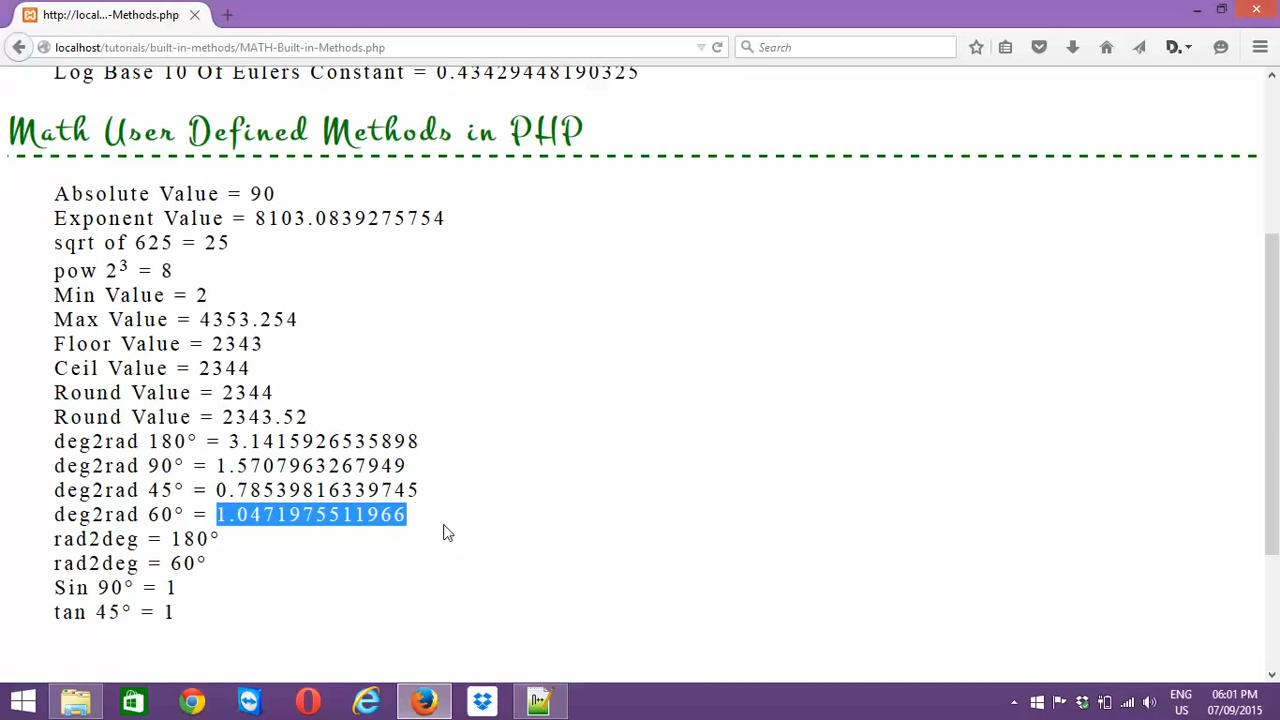 http://local...-Methods.php
localhost/tutorials/built-in-methods/MATH-Built-in-Methods.php
Search
D.
Log Base 10 Of Eulers Constant = 0.43429448190325
Math User Defined Methods in PHP
Absolute Value = 90
Exponent Value = 8103.0839275754
sqrt of 625 = 25
pow 2³ = 8
Min Value = 2
Max Value = 4353.254
Floor Value = 2343
Ceil Value = 2344
Round Value = 2344
Round Value = 2343.52
deg2rad 180° = 3.1415926535898
deg2rad 90° = 1.5707963267949
deg2rad 45° = 0.78539816339745
deg2rad 60° = 1.0471975511966
rad2deg = 180°
rad2deg = 60°
Sin 90° = 1
tan 45° = 1
ENG 06:01 PM
US 07/09/2015